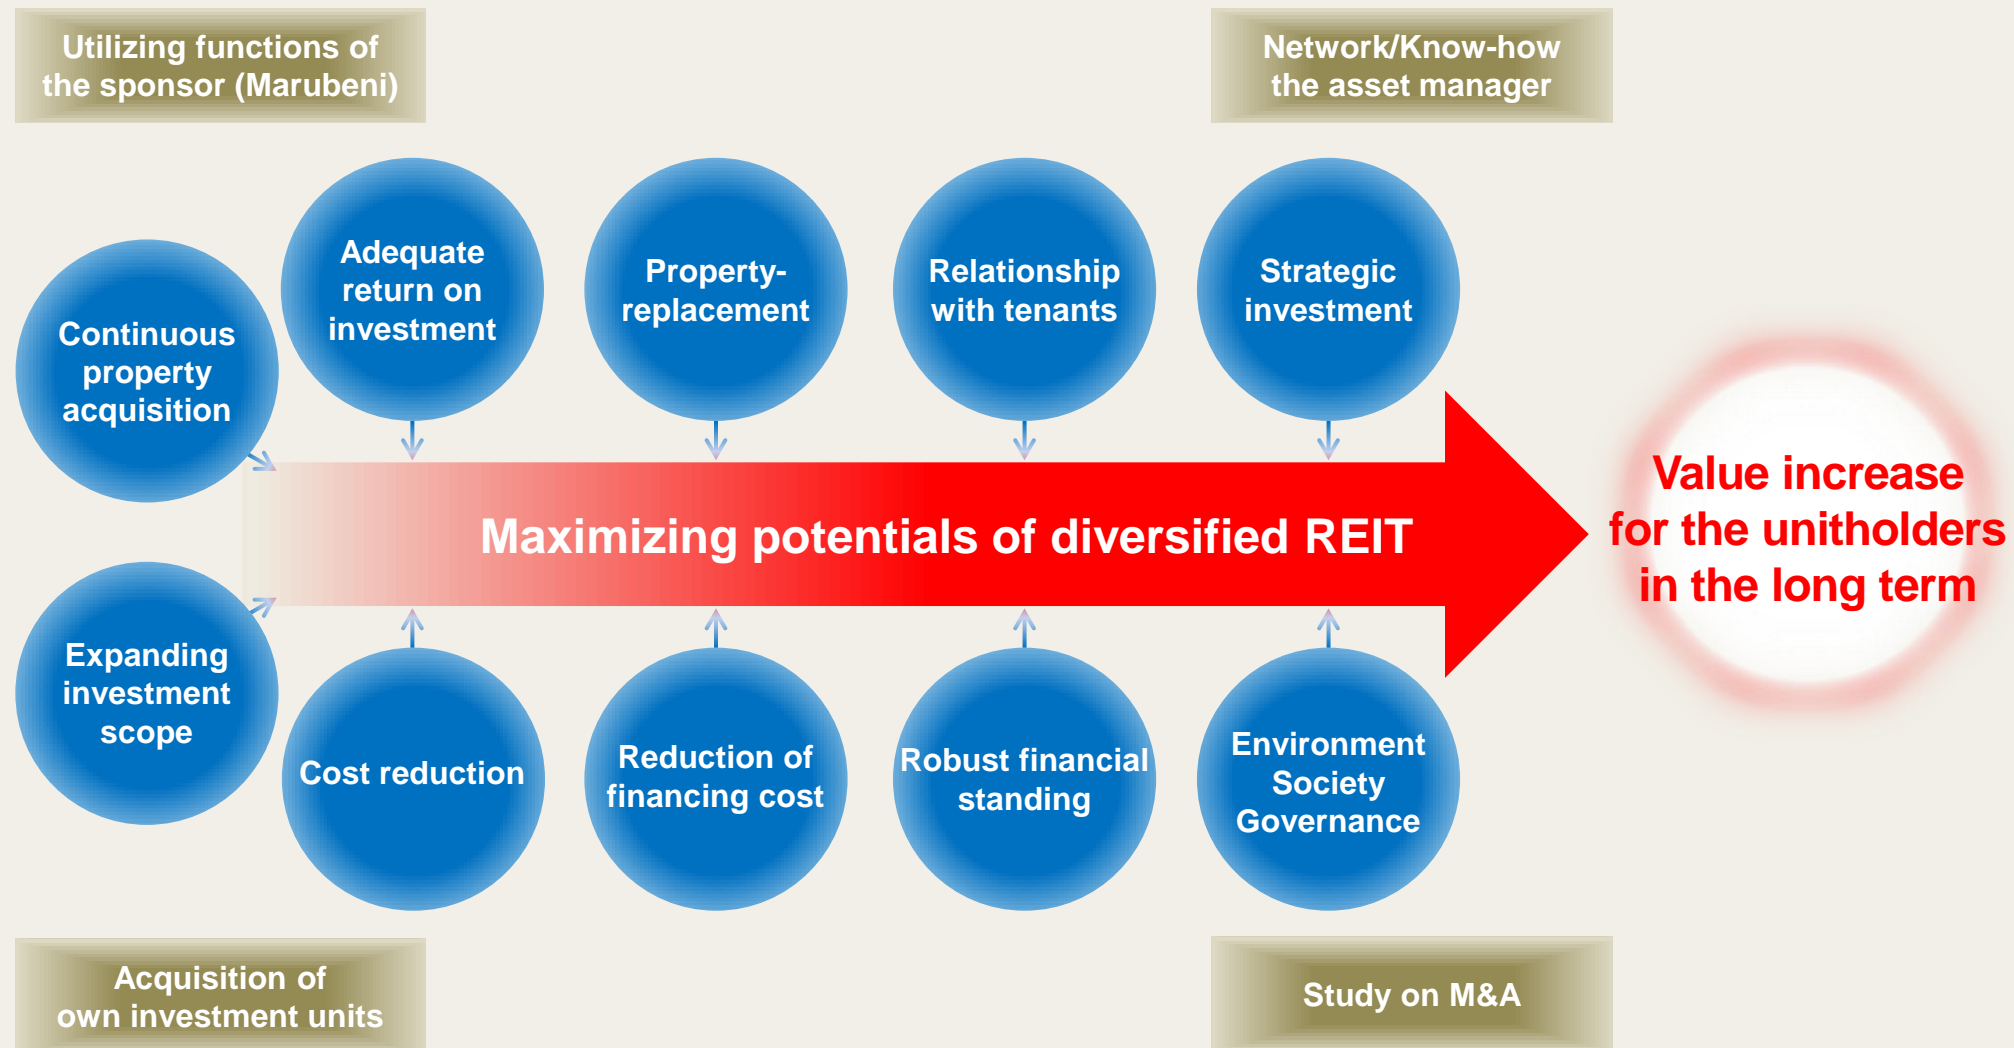 Utilizing functions of
the sponsor (Marubeni)
Network/Know-how
the asset manager
Continuous
property
acquisition
Adequate
return on
investment
Property-
replacement
Relationship
with tenants
Strategic
investment
Maximizing potentials of diversified REIT
Value increase
for the unitholders
in the long term
Expanding
investment
scope
Cost reduction
Reduction of
financing cost
Robust financial
standing
Environment
Society
Governance
Acquisition of
own investment units
Study on M&A